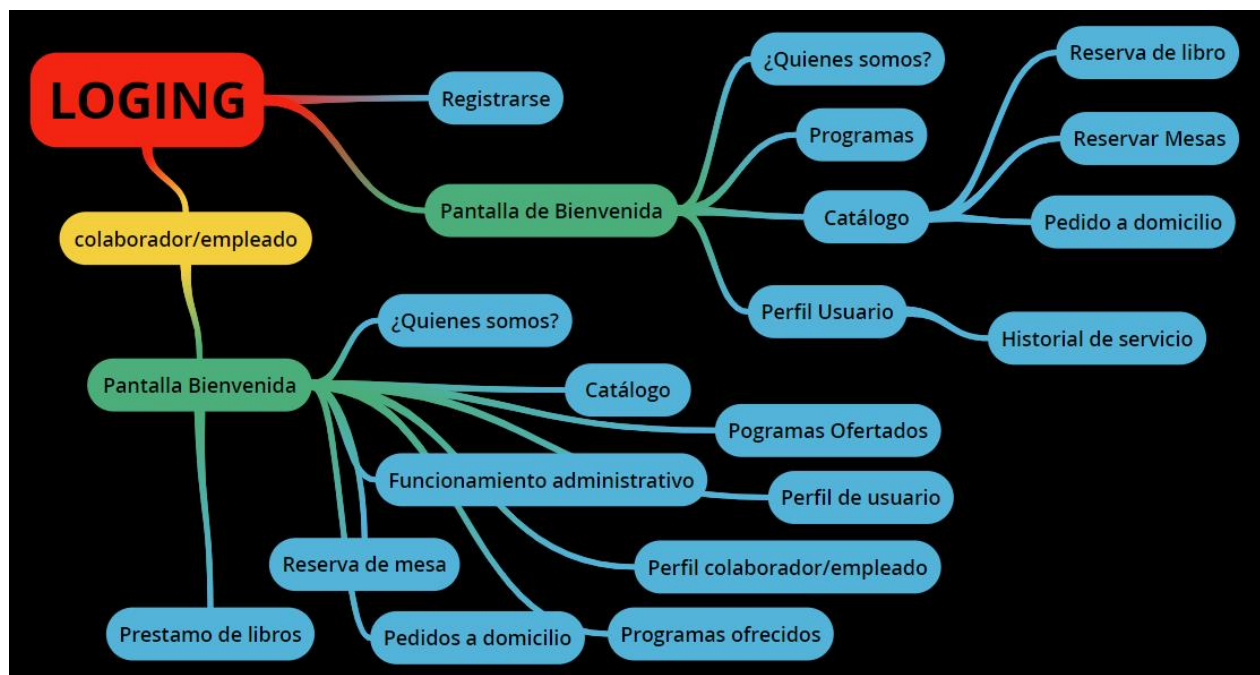 LOGING
Registrarse
Pantalla de Bienvenida
¿Quienes somos?
Programas
Catálogo
Perfil Usuario
Reserva de libro
Reservar Mesas
Pedido a domicilio
Historial de servicio
colaborador/empleado
Pantalla Bienvenida
¿Quienes somos?
Catálogo
Pogramas Ofertados
Funcionamiento administrativo
Perfil de usuario
Reserva de mesa
Perfil colaborador/empleado
Prestamo de libros
Pedidos a domicilio
Programas ofrecidos